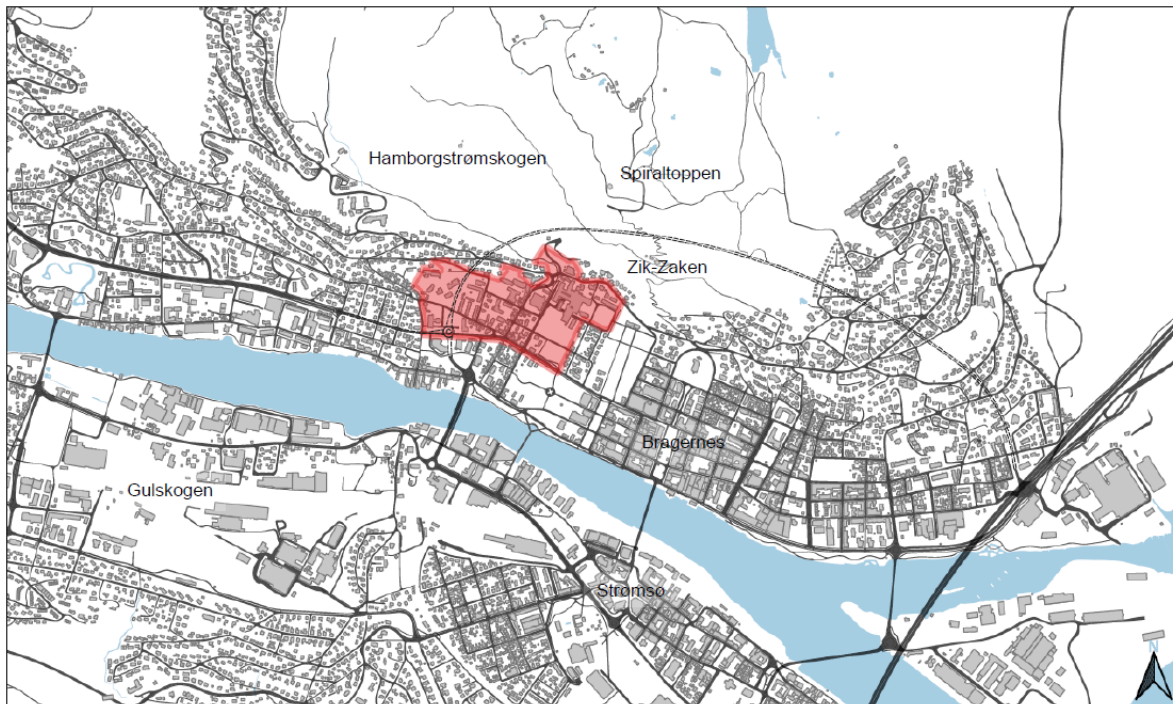 Hamborgstrømskogen
Spiraltoppen
Zik-Zaken
Bragernes
Gulskogen
Strømsø
N